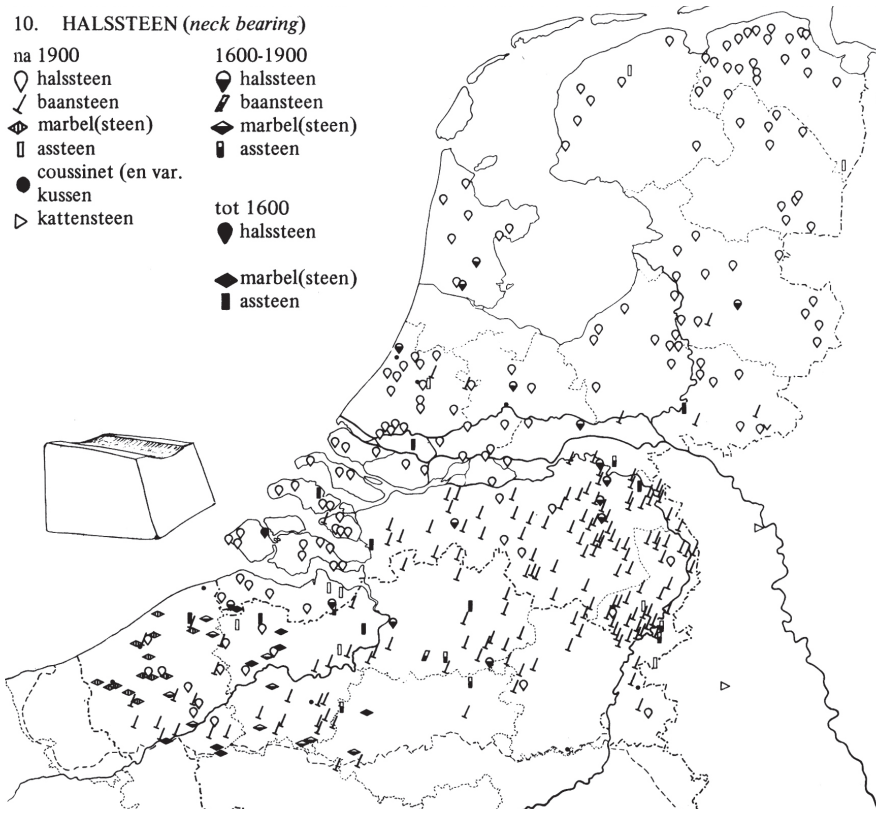 10. HALSSTEEN (neck bearing)
na 1900
halssteen
baansteen
marbel(steen)
assteen
coussinet (en var.
kussen
kattensteen
1600-1900
halssteen
baansteen
marbel(steen)
assteen
tot 1600
halssteen
marbel(steen)
assteen